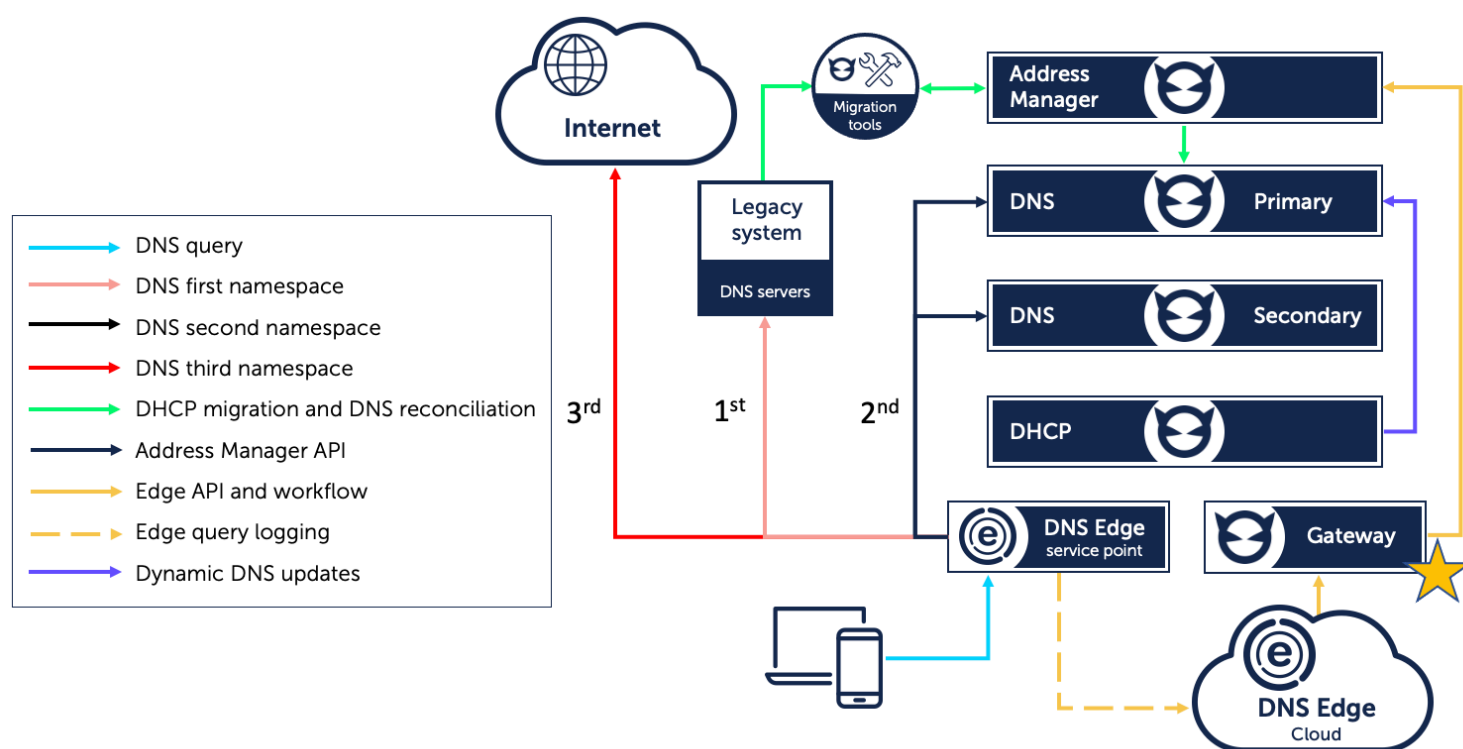 Internet
Migration
tools
Address
Manager
Legacy
system
DNS servers
DNS Primary
DNS Secondary
DHCP
DNS query
DNS first namespace
DNS second namespace
DNS third namespace
DHCP migration and DNS reconciliation
Address Manager API
Edge API and workflow
Edge query logging
Dynamic DNS updates
3rd
1st
2nd
e
DNS Edge
service point
Gateway
e
DNS Edge
Cloud